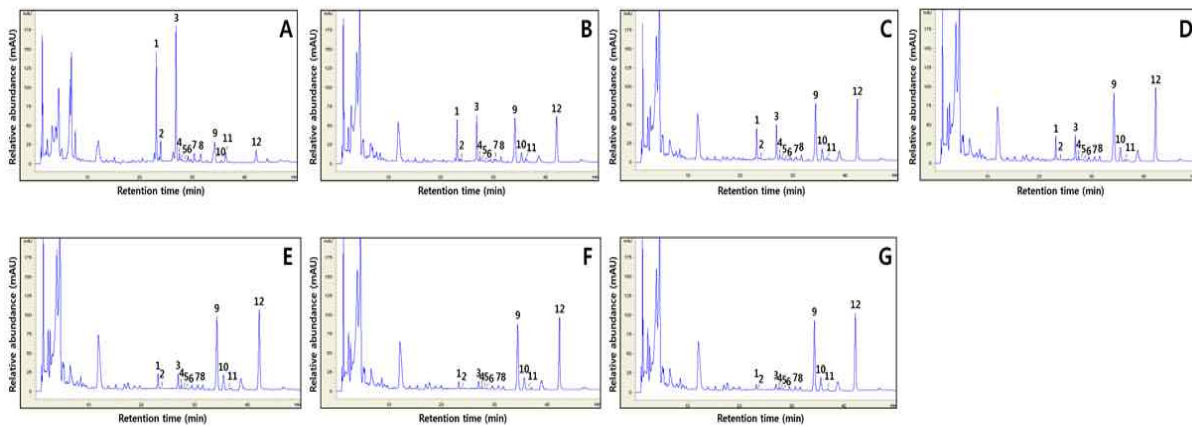 A
1 2 3 4 5 6 7 8 9 10 11 12
Relative abundance (mAU)
Retention time (min)
B
1 2 3 4 5 6 7 8 9 10 11 12
Relative abundance (mAU)
Retention time (min)
C
1 2 3 4 5 6 7 8 9 10 11 12
Relative abundance (mAU)
Retention time (min)
D
1 2 3 4 5 6 7 8 9 10 11 12
Relative abundance (mAU)
Retention time (min)
E
1 2 3 4 5 6 7 8 9 10 11 12
Relative abundance (mAU)
Retention time (min)
F
1 2 3 4 5 6 7 8 9 10 11 12
Relative abundance (mAU)
Retention time (min)
G
1 2 3 4 5 6 7 8 9 10 11 12
Relative abundance (mAU)
Retention time (min)